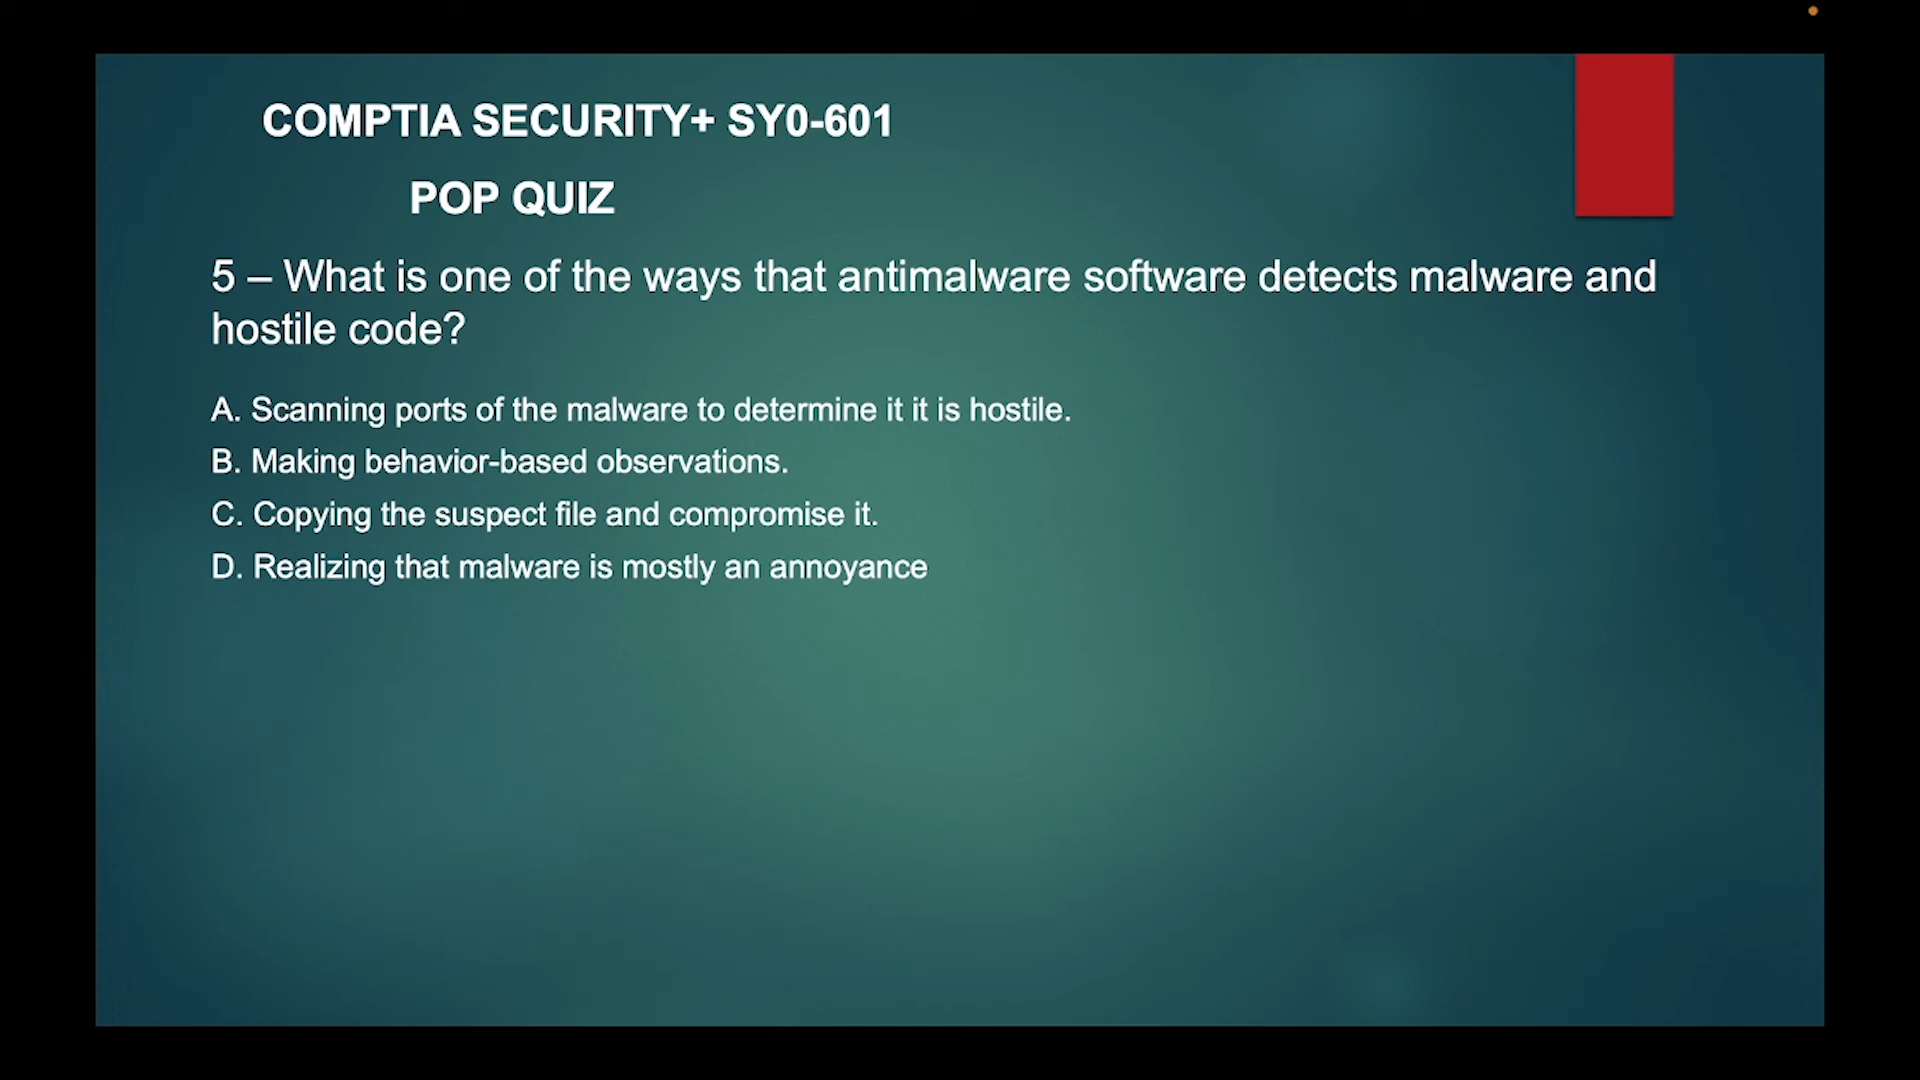 COMPTIA SECURITY+ SY0-601
POP QUIZ
5 – What is one of the ways that antimalware software detects malware and
hostile code?
A. Scanning ports of the malware to determine it it is hostile.
B. Making behavior-based observations.
C. Copying the suspect file and compromise it.
D. Realizing that malware is mostly an annoyance